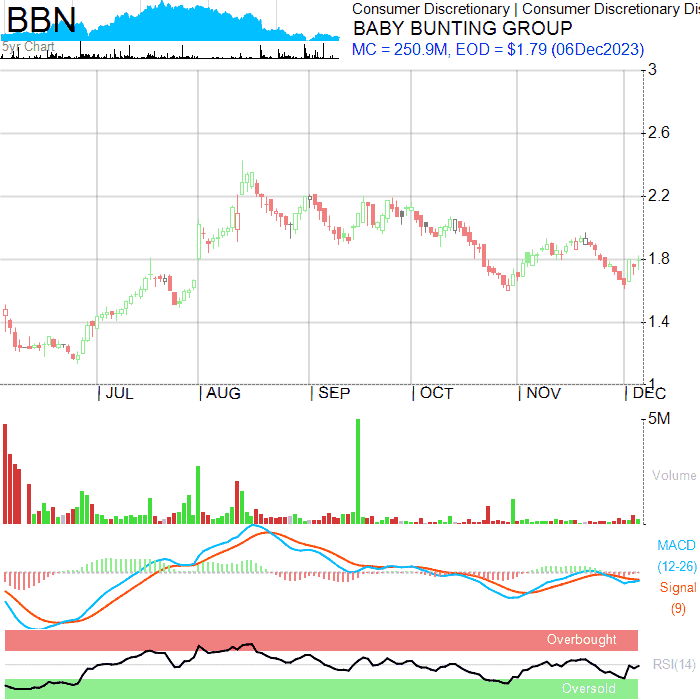 BBN
5yr Chart
Consumer Discretionary | Consumer Discretionary Dis
BABY BUNTING GROUP
MC = 250.9M, EOD = $1.79 (06Dec2023)
3
2.6
2.2
1.8
1.4
1
| JUL | AUG | SEP | OCT | NOV | DEC
5M
Volume
MACD
(12-26)
Signal
(9)
Overbought
RSI(14)
Oversold